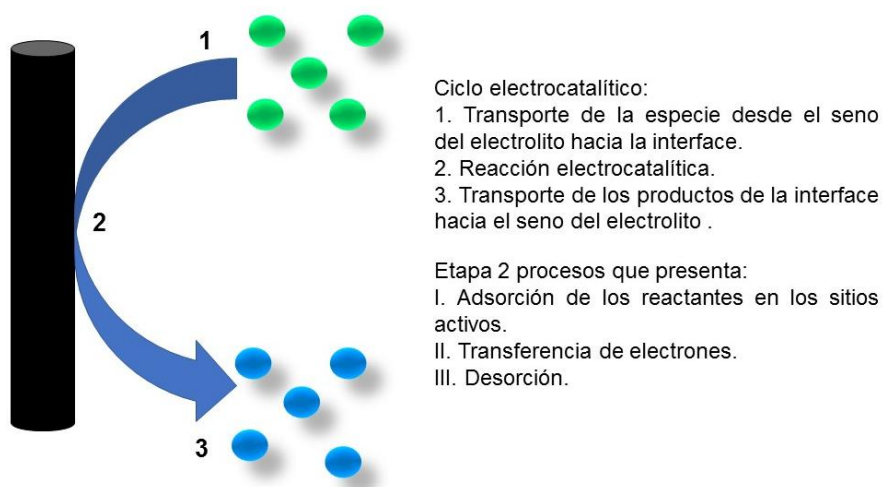 1
2
3
Ciclo electrocatalítico:
1. Transporte de la especie desde el seno
del electrolito hacia la interface.
2. Reacción electrocatalítica.
3. Transporte de los productos de la interface
hacia el seno del electrolito .
Etapa 2 procesos que presenta:
I. Adsorción de los reactantes en los sitios
activos.
II. Transferencia de electrones.
III. Desorción.